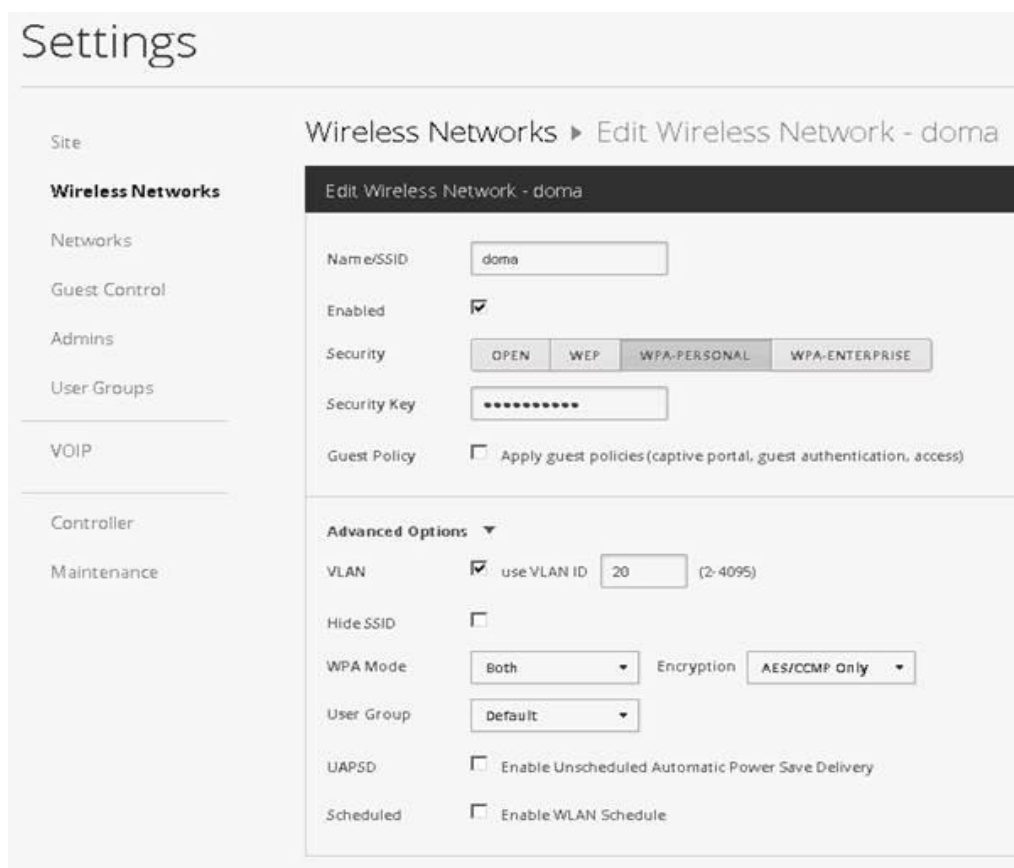 Settings
Site
Wireless Networks
Networks
Guest Control
Admins
User Groups
VOIP
Controller
Maintenance
Wireless Networks ▸ Edit Wireless Network - doma
Edit Wireless Network - doma
Name/SSID doma
Enabled
Security OPEN WEP WPA-PERSONAL WPA-ENTERPRISE
Security Key ••••••••••
Guest Policy Apply guest policies (captive portal, guest authentication, access)
Advanced Options ▼
VLAN use VLAN ID 20 (2-4095)
Hide SSID
WPA Mode Both Encryption AES/CCMP Only
User Group Default
UAPSD Enable Unscheduled Automatic Power Save Delivery
Scheduled Enable WLAN Schedule